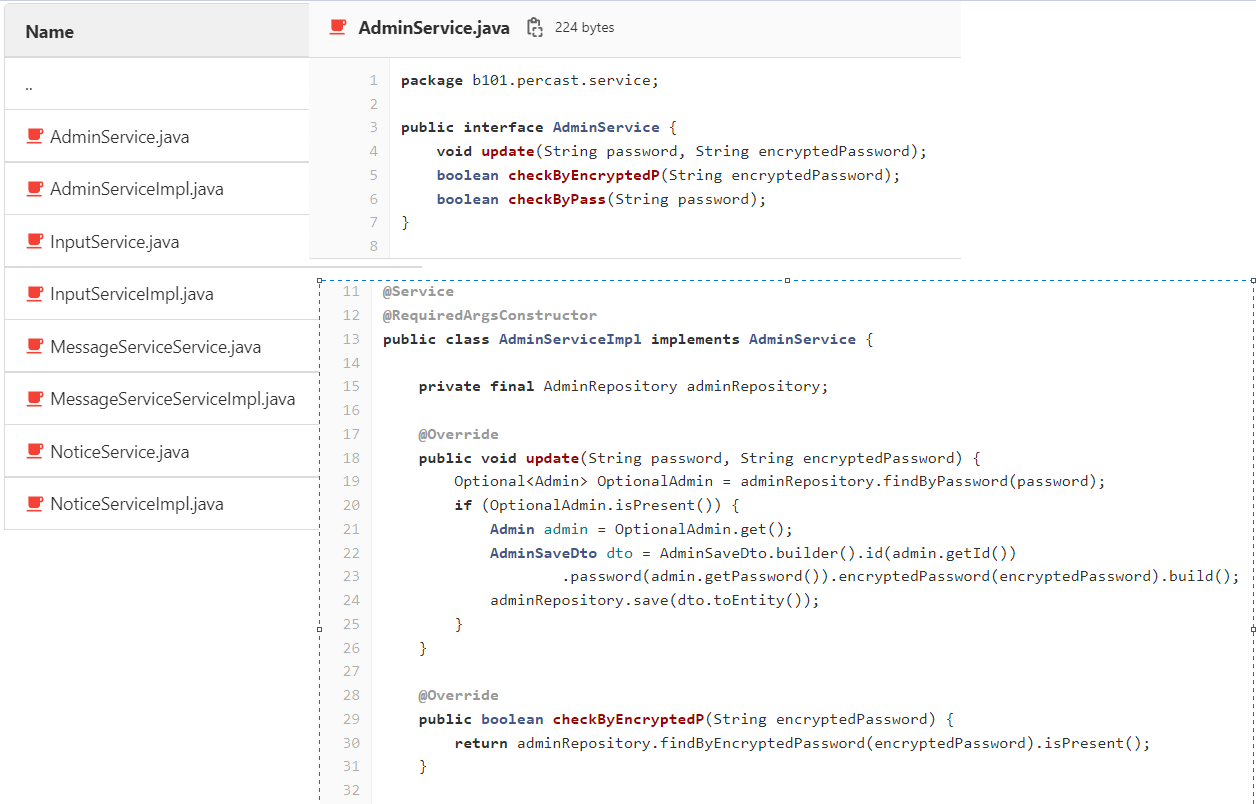 Name
..
AdminService.java
AdminServiceImpl.java
InputService.java
InputServiceImpl.java
MessageServiceService.java
MessageServiceServiceImpl.java
NoticeService.java
NoticeServiceImpl.java
AdminService.java 224 bytes
1 package b101.percast.service;
2
3 public interface AdminService {
4     void update(String password, String encryptedPassword);
5     boolean checkByEncryptedP(String encryptedPassword);
6     boolean checkByPass(String password);
7 }
8
11 @Service
12 @RequiredArgsConstructor
13 public class AdminServiceImpl implements AdminService {
14
15     private final AdminRepository adminRepository;
16
17     @Override
18     public void update(String password, String encryptedPassword) {
19         Optional<Admin> OptionalAdmin = adminRepository.findByPassword(password);
20         if (OptionalAdmin.isPresent()) {
21             Admin admin = OptionalAdmin.get();
22             AdminSaveDto dto = AdminSaveDto.builder().id(admin.getId())
23                     .password(admin.getPassword()).encryptedPassword(encryptedPassword).build();
24             adminRepository.save(dto.toEntity());
25         }
26     }
27
28     @Override
29     public boolean checkByEncryptedP(String encryptedPassword) {
30         return adminRepository.findByEncryptedPassword(encryptedPassword).isPresent();
31     }
32